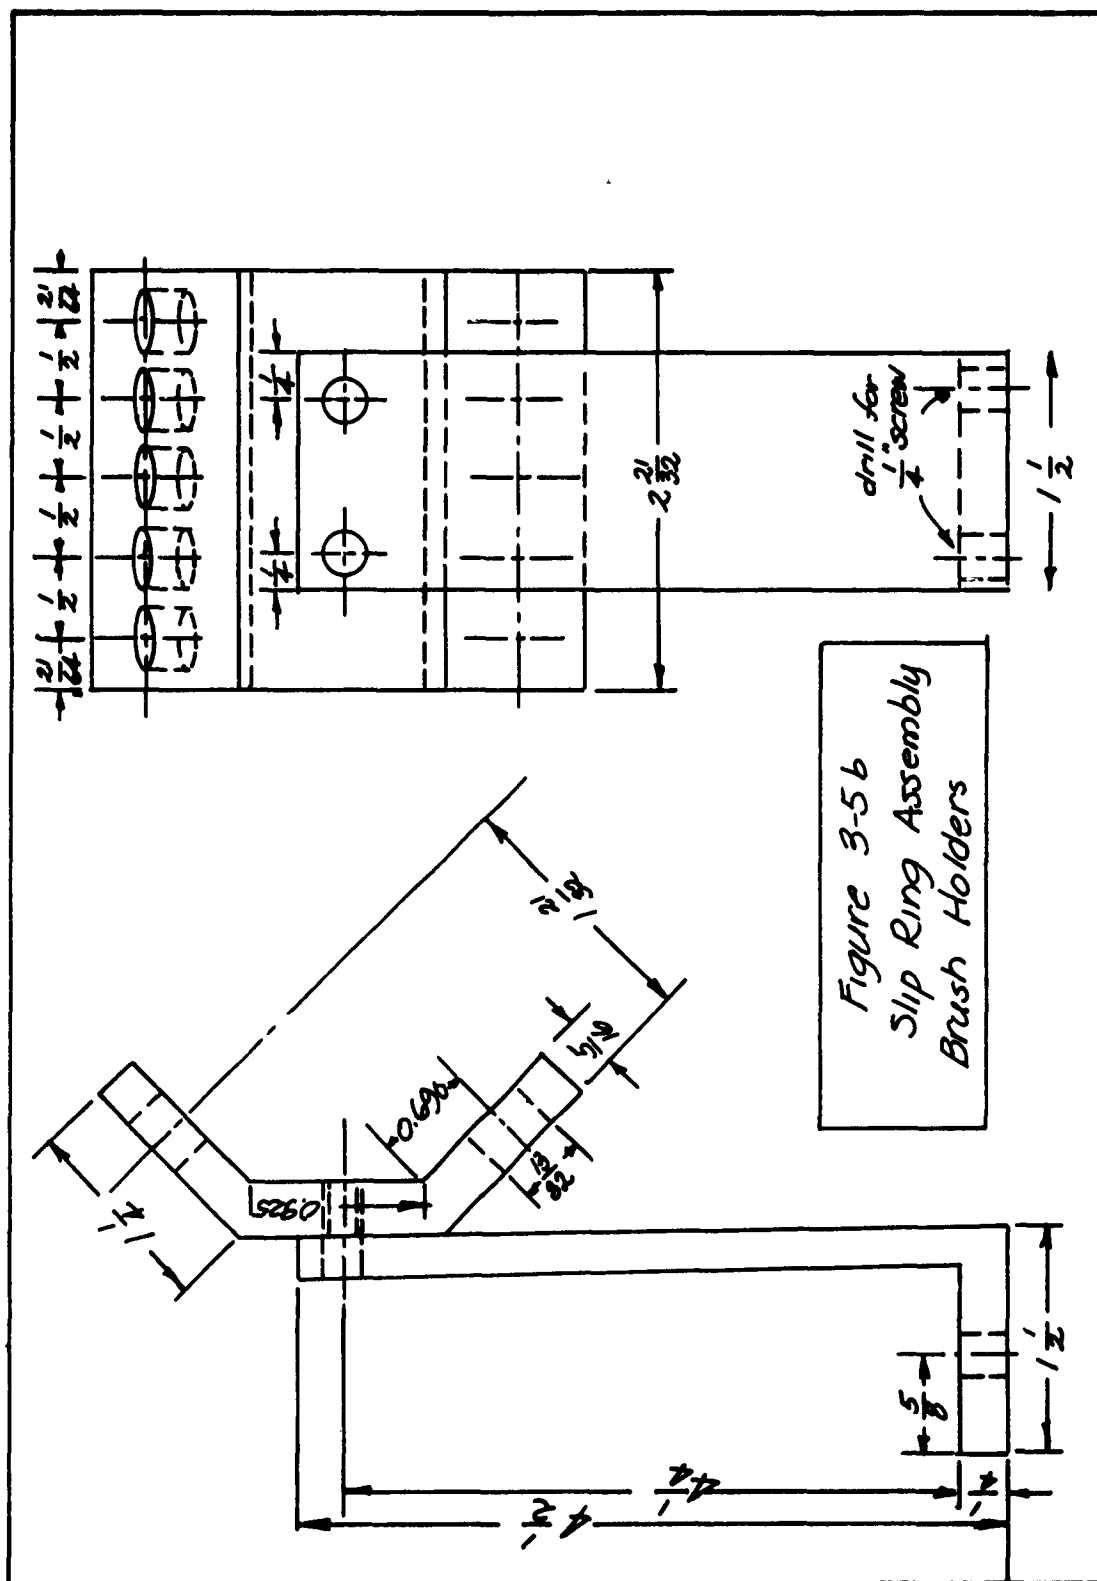 21/64 1/2 1/2 1/2 1/2 21/64
1/4 1/4
2 21/32
drill for
1/4" screw
1 1/2
1 1/4
0.925
0.696
13/32
5/16
1 21/32
5/8
1 1/2
4 1/4
1/4
4 1/2
Figure 3-5b
Slip Ring Assembly
Brush Holders